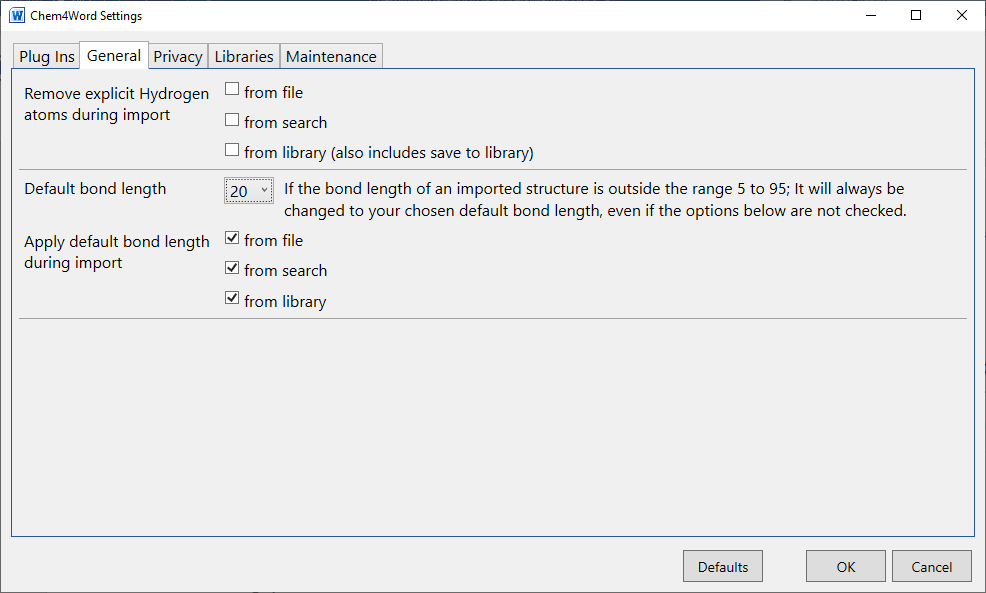 Chem4Word Settings
Plug Ins General Privacy Libraries Maintenance
Remove explicit Hydrogen
atoms during import
from file
from search
from library (also includes save to library)
Default bond length
20
If the bond length of an imported structure is outside the range 5 to 95; It will always be
changed to your chosen default bond length, even if the options below are not checked.
Apply default bond length
during import
from file
from search
from library
Defaults OK Cancel